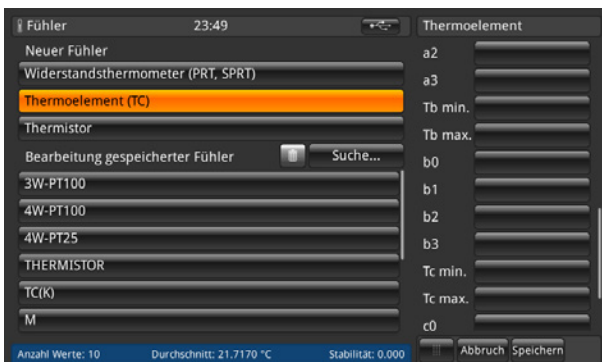 Fühler 23:49
Neuer Fühler
Widerstandsthermometer (PRT, SPRT)
Thermoelement (TC)
Thermistor
Bearbeitung gespeicherter Fühler Suche...
3W-PT100
4W-PT100
4W-PT25
THERMISTOR
TC(K)
M
Anzahl Werte: 10 Durchschnitt: 21.7170 °C Stabilität: 0.000
Thermoelement
a2
a3
Tb min.
Tb max.
b0
b1
b2
b3
Tc min.
Tc max.
c0
Abbruch Speichern